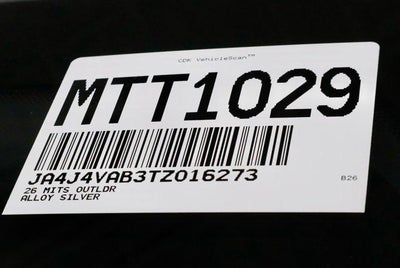 CDK VehicleScan™
MTT1029
JA4J4VAB3TZ016273
26 MITS OUTLDR
B26
ALLOY SILVER